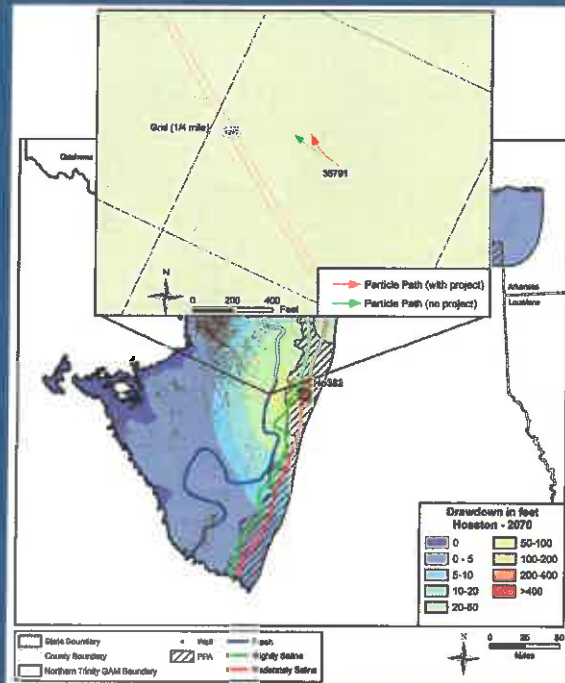 Grid (1/4 mile)
35791
N
0 200 400
Feet
Particle Path (with project)
Particle Path (no project)
Oklahoma
Arkansas
Louisiana
Drawdown in feet
Hosston - 2070
0
0 - 5
5-10
10-20
20-50
50-100
100-200
200-400
>400
State Boundary
County Boundary
Northern Trinity GAM Boundary
Well
PPA
Fresh
Slightly Saline
Moderately Saline
N
0 25 50
Miles